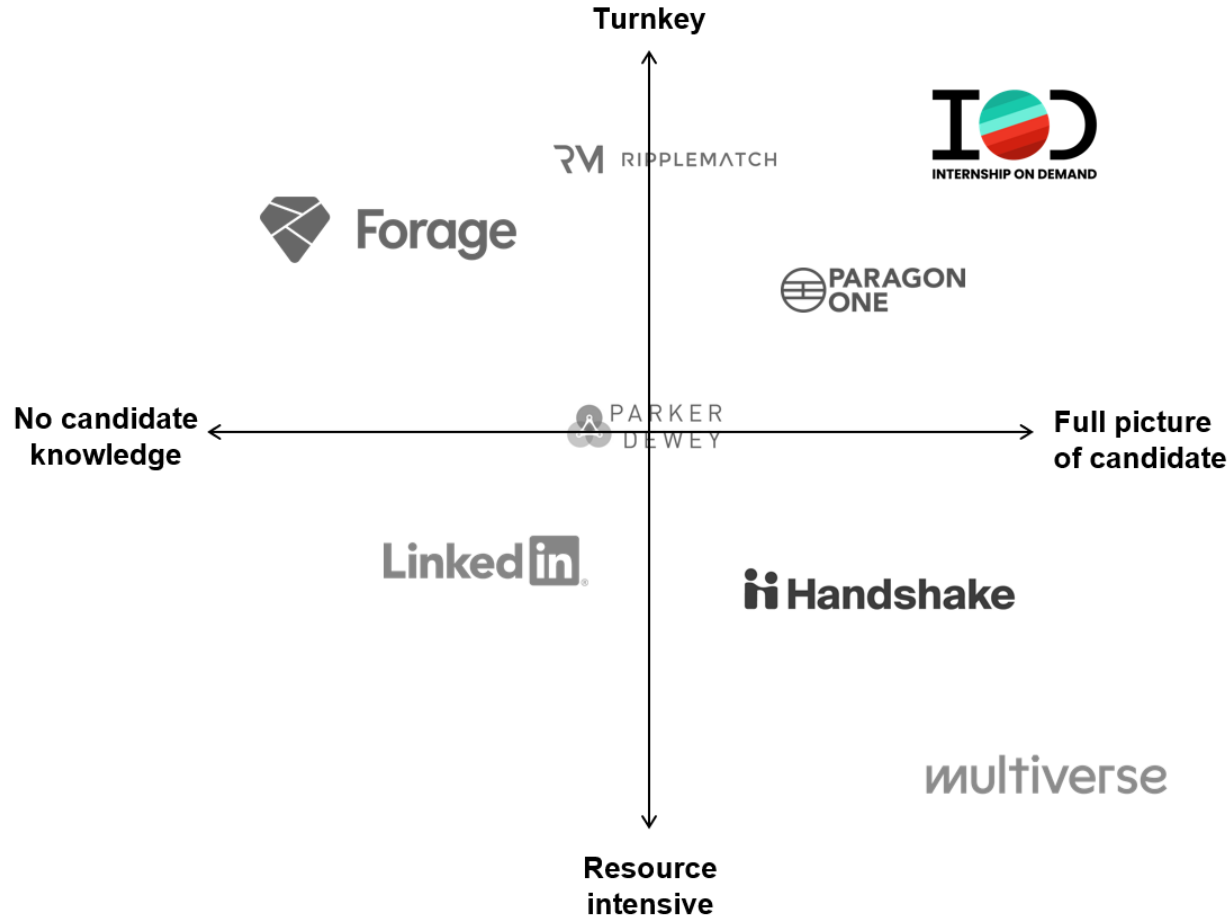 Turnkey
IOD
INTERNSHIP ON DEMAND
RM RIPPLEMATCH
Forage
PARAGON
ONE
No candidate
knowledge
PARKER
DEWEY
Full picture
of candidate
Linkedin®
Handshake
multiverse
Resource
intensive